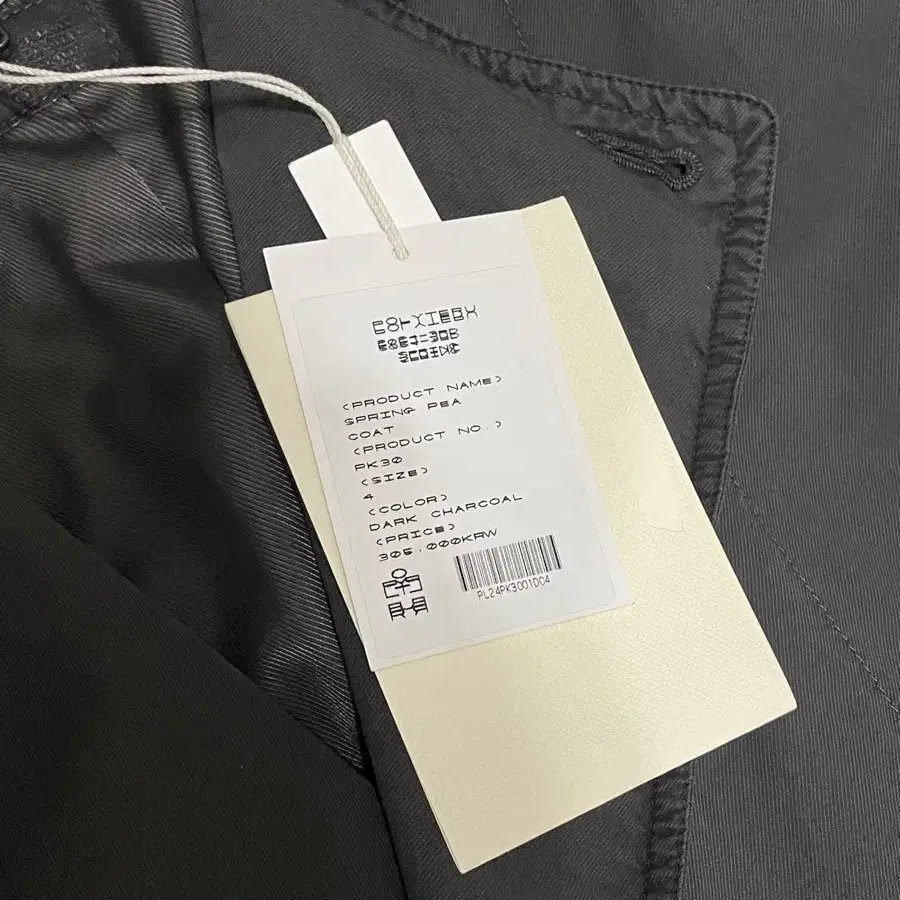 <PRODUCT NAME>
SPRING PEA
COAT
<PRODUCT NO.>
PK30
<SIZE>
4
<COLOR>
DARK CHARCOAL
<PRICE>
305,000KRW
PL24PK3001DC4